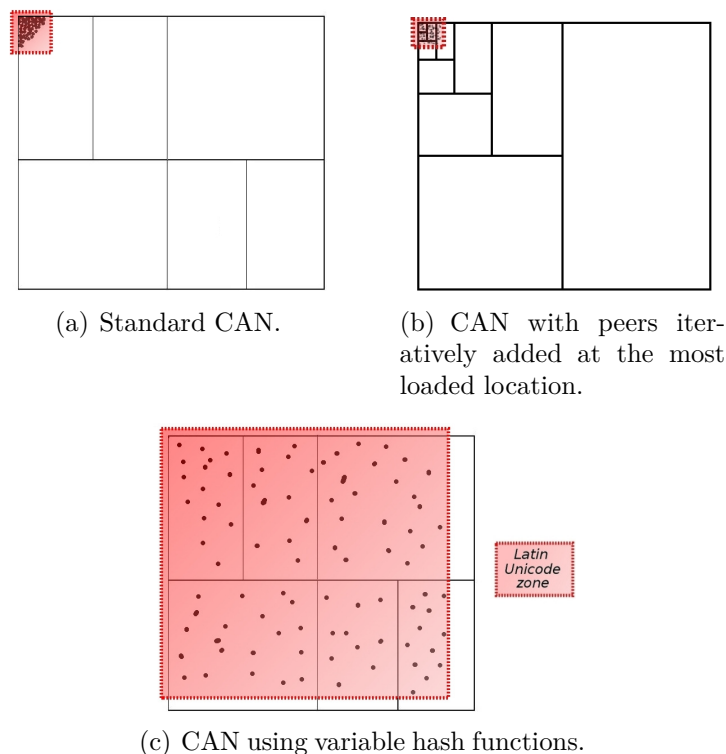 (a) Standard CAN.
(b) CAN with peers iter-
atively added at the most
loaded location.
Latin
Unicode
zone
(c) CAN using variable hash functions.